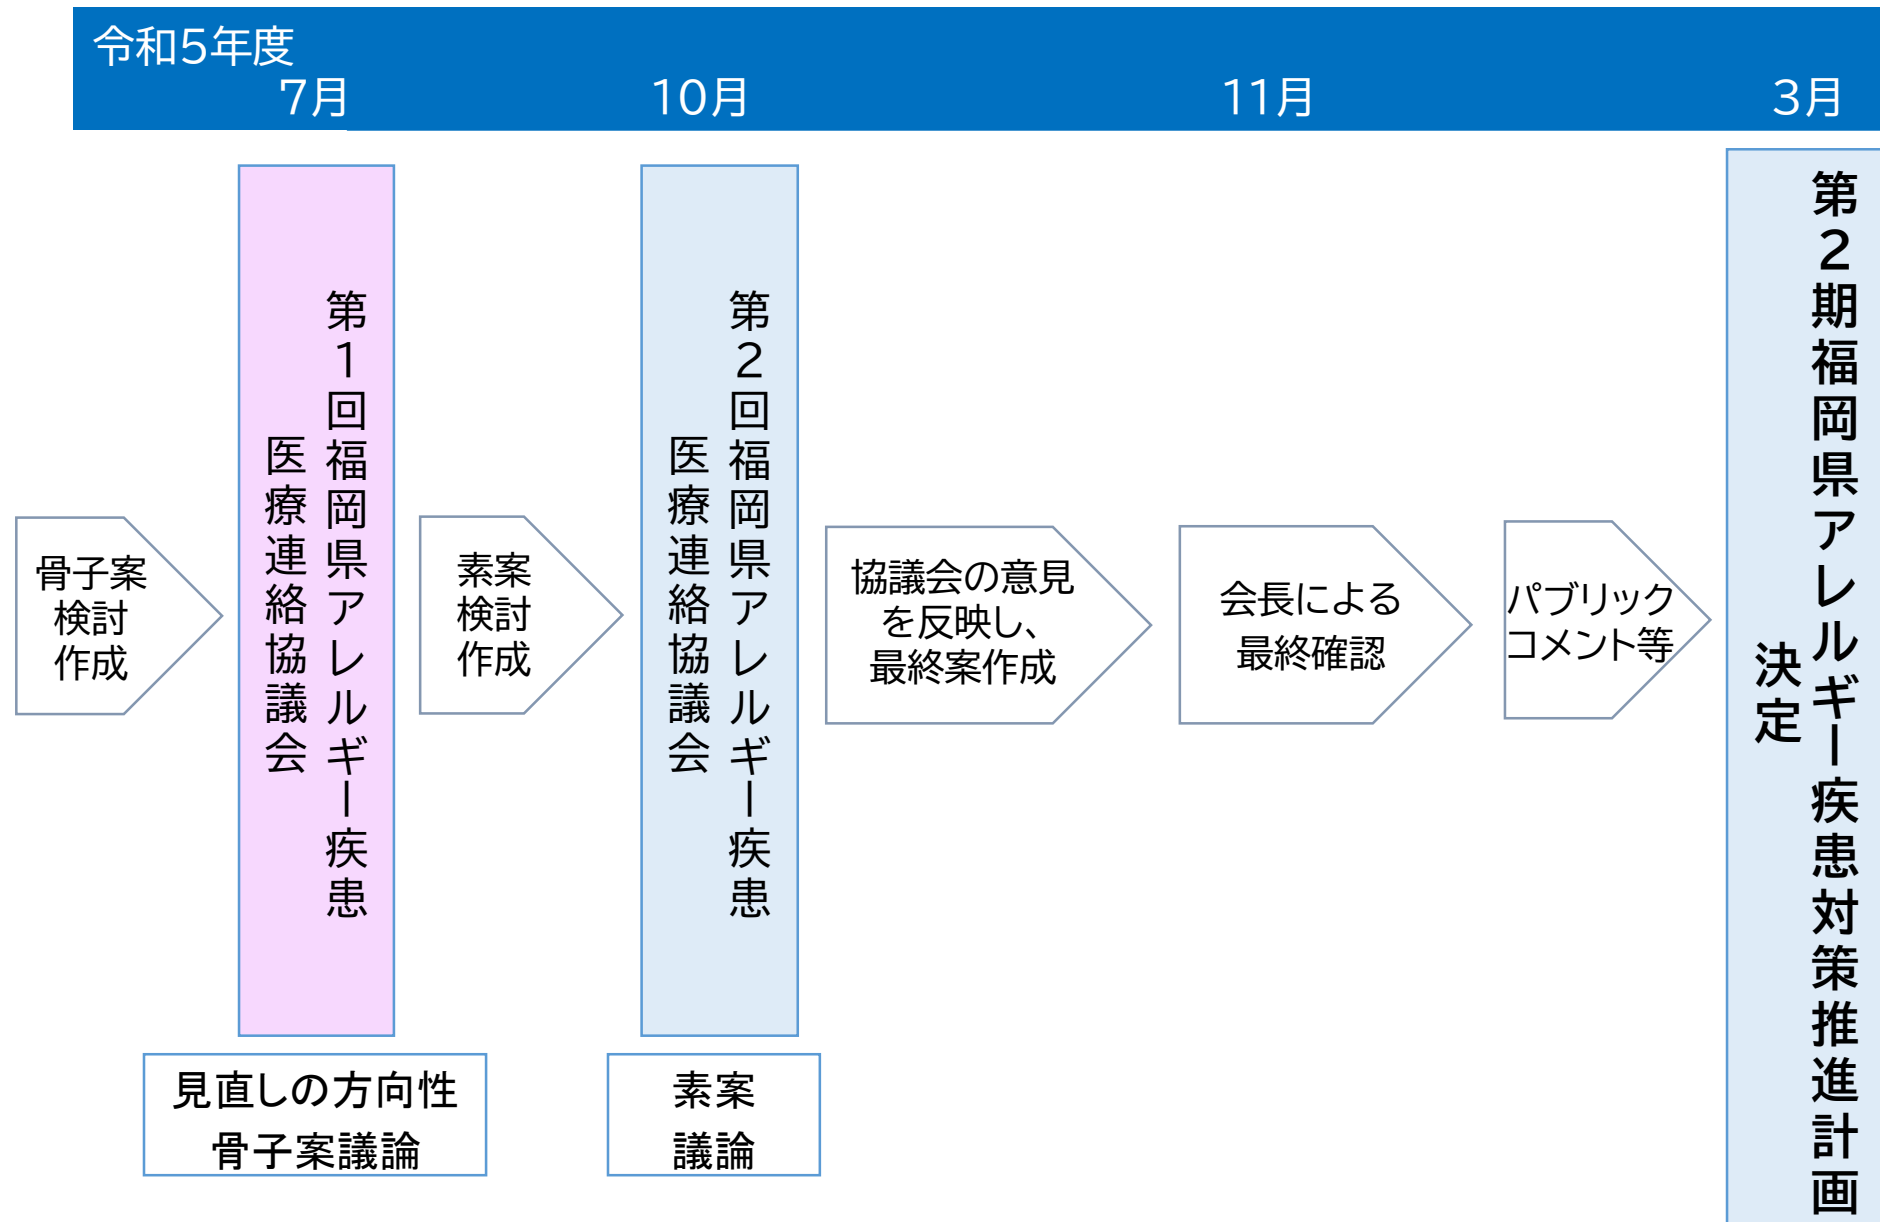 令和5年度
7月
10月
11月
3月
骨子案
検討
作成
第1回福岡県アレルギー疾患
医療連絡協議会
見直しの方向性
骨子案議論
素案
検討
作成
第2回福岡県アレルギー疾患
医療連絡協議会
素案
議論
協議会の意見
を反映し、
最終案作成
会長による
最終確認
パブリック
コメント等
第2期福岡県アレルギー疾患対策推進計画
決定